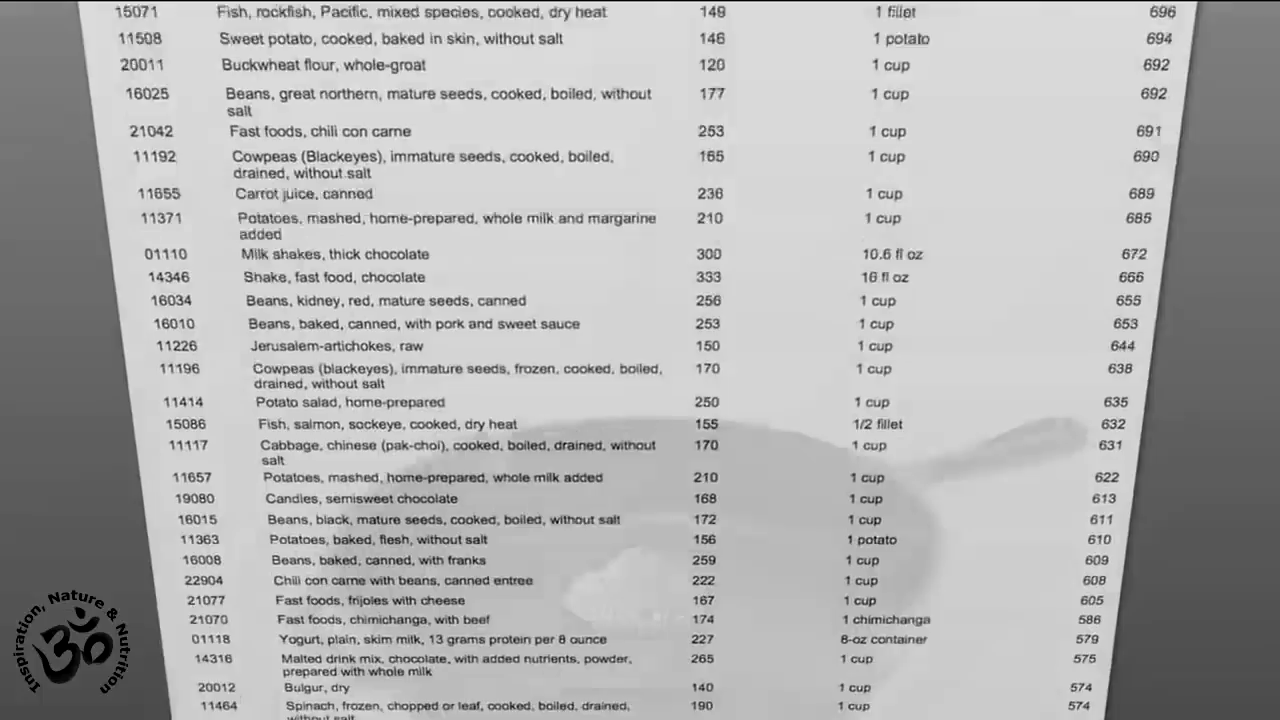 15071 Fish, rockfish, Pacific, mixed species, cooked, dry heat 149 1 fillet 696
11508 Sweet potato, cooked, baked in skin, without salt 146 1 potato 694
20011 Buckwheat flour, whole-groat 120 1 cup 692
16025 Beans, great northern, mature seeds, cooked, boiled, without 177 1 cup 692
salt
21042 Fast foods, chili con carne 253 1 cup 691
11192 Cowpeas (Blackeyes), immature seeds, cooked, boiled, 165 1 cup 690
drained, without salt
11655 Carrot juice, canned 236 1 cup 689
11371 Potatoes, mashed, home-prepared, whole milk and margarine 210 1 cup 685
added
01110 Milk shakes, thick chocolate 300 10.6 fl oz 672
14346 Shake, fast food, chocolate 333 16 fl oz 666
16034 Beans, kidney, red, mature seeds, canned 256 1 cup 655
16010 Beans, baked, canned, with pork and sweet sauce 253 1 cup 653
11226 Jerusalem-artichokes, raw 150 1 cup 644
11196 Cowpeas (blackeyes), immature seeds, frozen, cooked, boiled, 170 1 cup 638
drained, without salt
11414 Potato salad, home-prepared 250 1 cup 635
15086 Fish, salmon, sockeye, cooked, dry heat 155 1/2 fillet 632
11117 Cabbage, chinese (pak-choi), cooked, boiled, drained, without 170 1 cup 631
salt
11657 Potatoes, mashed, home-prepared, whole milk added 210 1 cup 622
19080 Candies, semisweet chocolate 168 1 cup 613
16015 Beans, black, mature seeds, cooked, boiled, without salt 172 1 cup 611
11363 Potatoes, baked, flesh, without salt 156 1 potato 610
16008 Beans, baked, canned, with franks 259 1 cup 609
22904 Chili con carne with beans, canned entree 222 1 cup 608
21077 Fast foods, frijoles with cheese 167 1 cup 605
21070 Fast foods, chimichanga, with beef 174 1 chimichanga 586
01118 Yogurt, plain, skim milk, 13 grams protein per 8 ounce 227 8-oz container 579
14316 Malted drink mix, chocolate, with added nutrients, powder, 265 1 cup 575
prepared with whole milk
20012 Bulgur, dry 140 1 cup 574
11464 Spinach, frozen, chopped or leaf, cooked, boiled, drained, 190 1 cup 574
without salt
Inspiration, Nature & Nutrition
ॐ